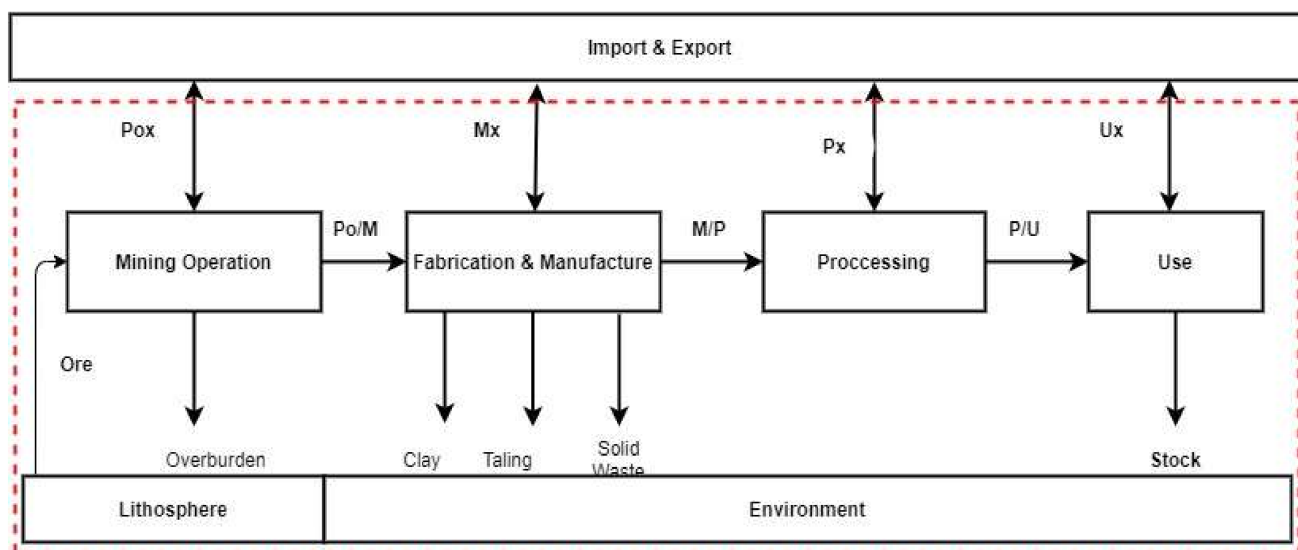 Import & Export
Pox
Mx
Px
Ux
Mining Operation
Po/M
Fabrication & Manufacture
M/P
Proccessing
P/U
Use
Ore
Overburden
Clay
Taling
Solid
Waste
Stock
Lithosphere
Environment